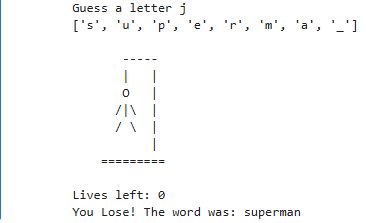 Guess a letter j
['s', 'u', 'p', 'e', 'r', 'm', 'a', '_']
  -----
  |   |
  O   |
 /|\  |
 / \  |
      |
=========
Lives left: 0
You Lose! The word was: superman